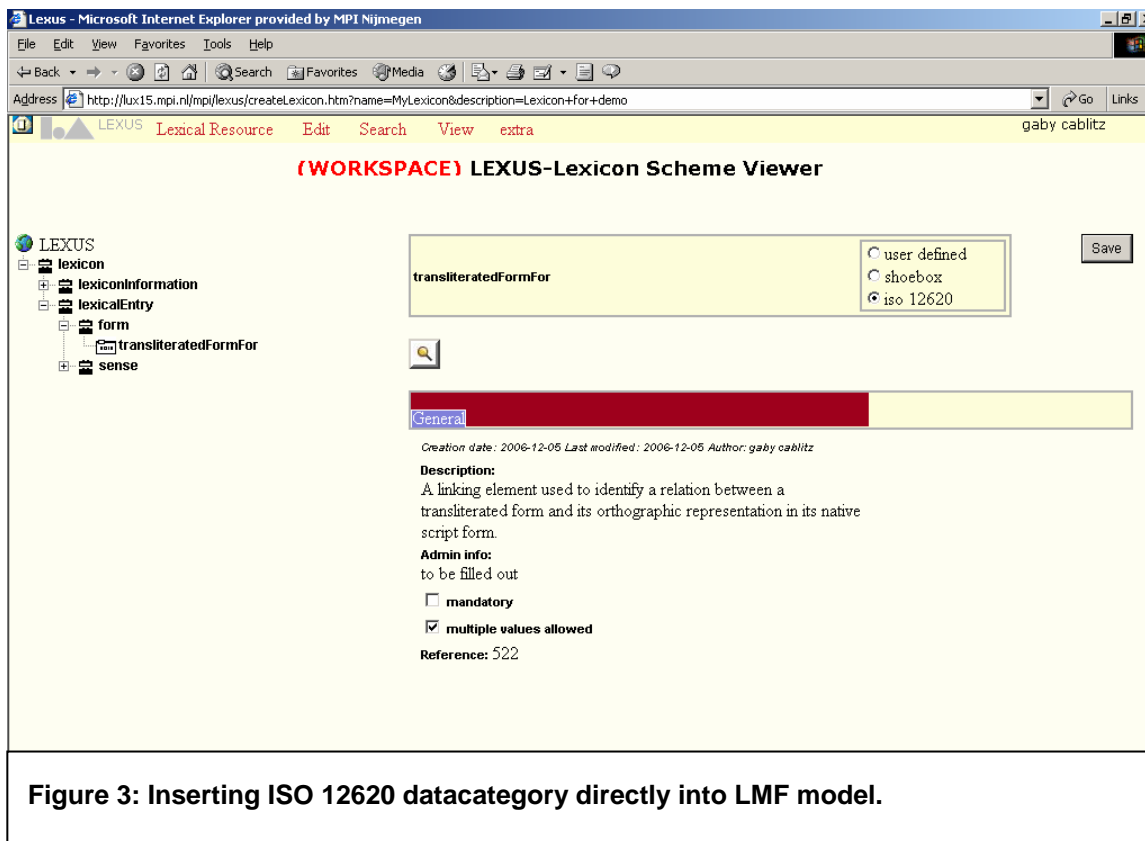 Lexus - Microsoft Internet Explorer provided by MPI Nijmegen
File Edit View Favorites Tools Help
Back Search Favorites Media
Address http://lux15.mpi.nl/mpi/lexus/createLexicon.htm?name=MyLexicon&description=Lexicon+for+demo Go Links
LEXUS Lexical Resource Edit Search View extra gaby cablitz
(WORKSPACE) LEXUS-Lexicon Scheme Viewer
LEXUS
lexicon
lexiconInformation
lexicalEntry
form
transliteratedFormFor
sense
transliteratedFormFor
user defined
shoebox
iso 12620
Save
General
Creation date: 2006-12-05 Last modified: 2006-12-05 Author: gaby cablitz
Description:
A linking element used to identify a relation between a
transliterated form and its orthographic representation in its native
script form.
Admin info:
to be filled out
mandatory
multiple values allowed
Reference: 522
Figure 3: Inserting ISO 12620 datacategory directly into LMF model.